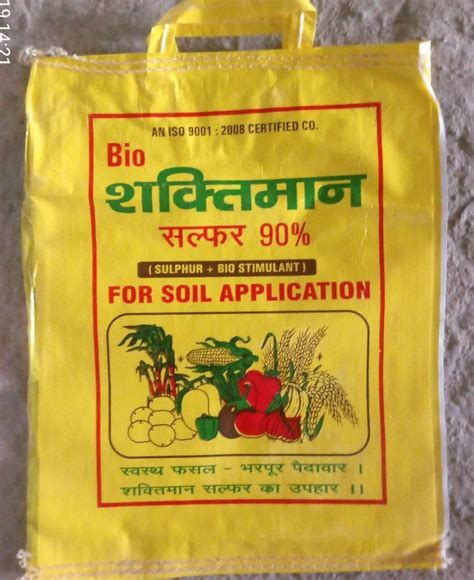 AN ISO 9001 : 2008 CERTIFIED CO.
Bio
शक्तिमान
सल्फर 90%
( SULPHUR + BIO STIMULANT )
FOR SOIL APPLICATION
स्वस्थ फसल - भरपूर पैदावार ।
शक्तिमान सल्फर का उपहार ।।